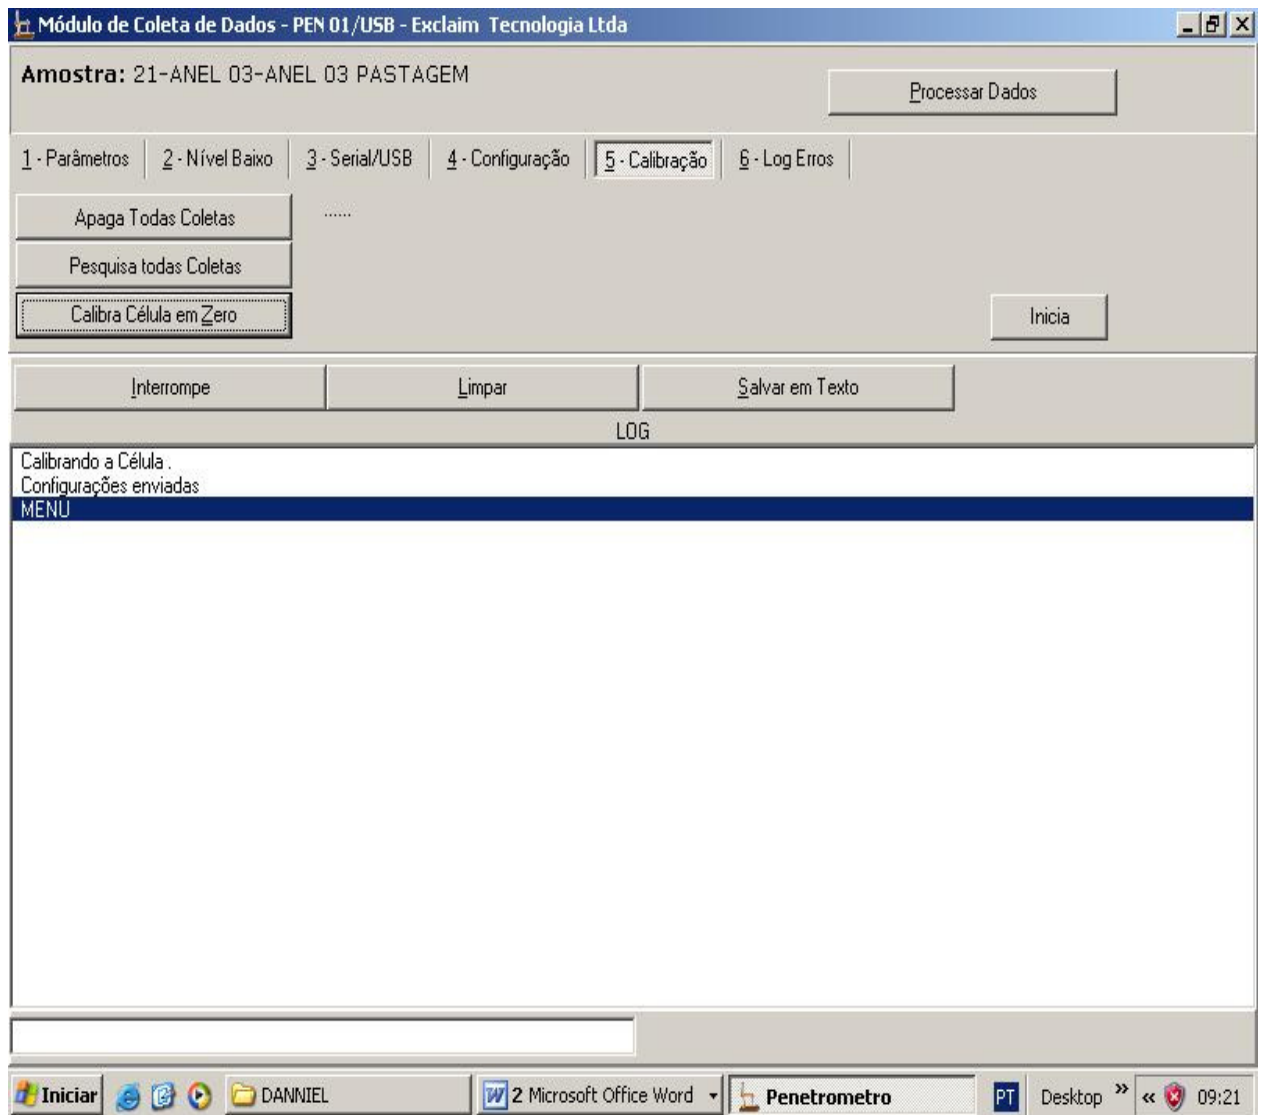 Módulo de Coleta de Dados - PEN 01/USB - Exclaim Tecnologia Ltda
Amostra: 21-ANEL 03-ANEL 03 PASTAGEM
Processar Dados
1 - Parâmetros 2 - Nível Baixo 3 - Serial/USB 4 - Configuração 5 - Calibração 6 - Log Erros
Apaga Todas Coletas ......
Pesquisa todas Coletas
Calibra Célula em Zero Inicia
Interrompe Limpar Salvar em Texto
LOG
Calibrando a Célula .
Configurações enviadas
MENU
Iniciar DANNIEL 2 Microsoft Office Word Penetrometro PT Desktop » « 09:21